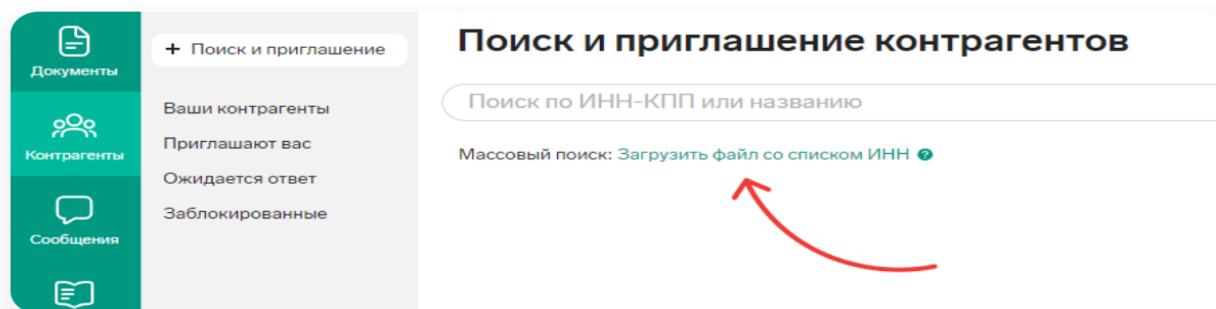 Документы
Контрагенты
Сообщения
+ Поиск и приглашение
Ваши контрагенты
Приглашают вас
Ожидается ответ
Заблокированные
Поиск и приглашение контрагентов
Поиск по ИНН-КПП или названию
Массовый поиск: Загрузить файл со списком ИНН ?